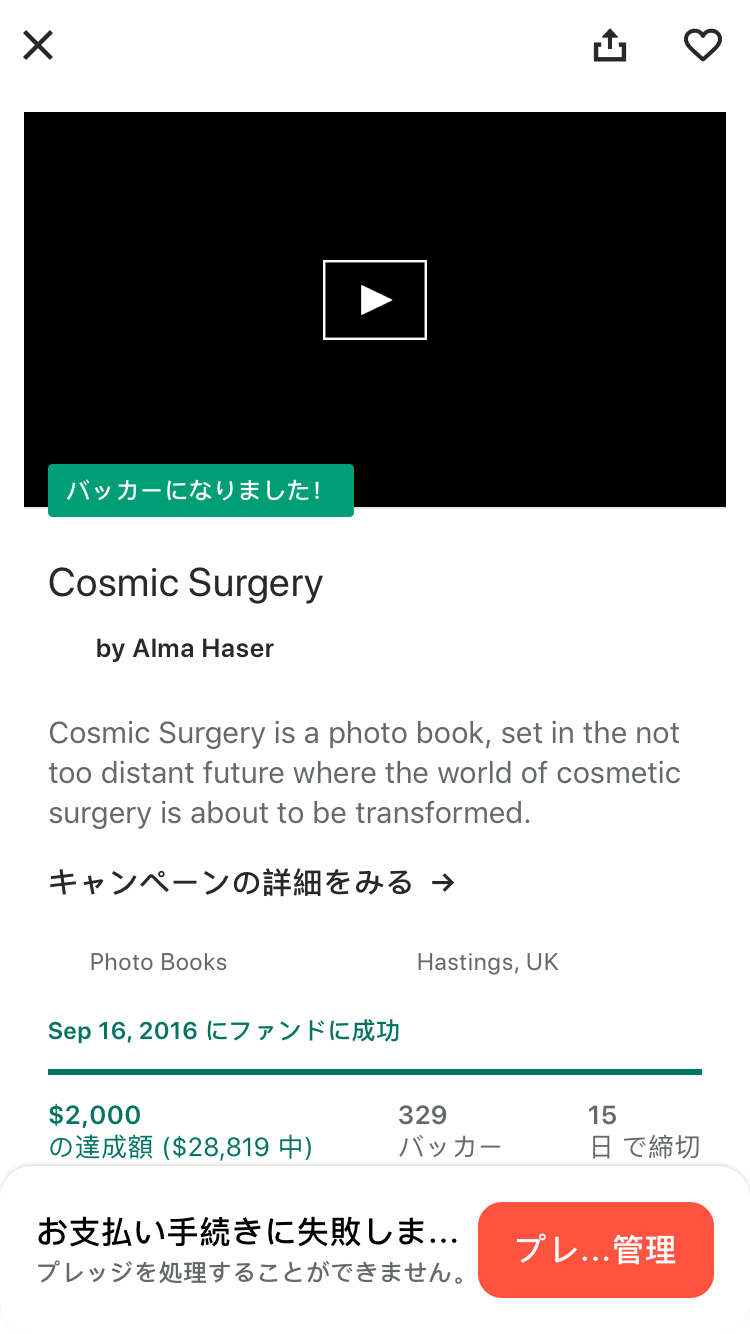 バッカーになりました！
Cosmic Surgery
by Alma Haser
Cosmic Surgery is a photo book, set in the not
too distant future where the world of cosmetic
surgery is about to be transformed.
キャンペーンの詳細をみる →
Photo Books
Hastings, UK
Sep 16, 2016 にファンドに成功
$2,000
の達成額 ($28,819 中)
329
バッカー
15
日 で締切
お支払い手続きに失敗しま…
プレッジを処理することができません。
プレ…管理